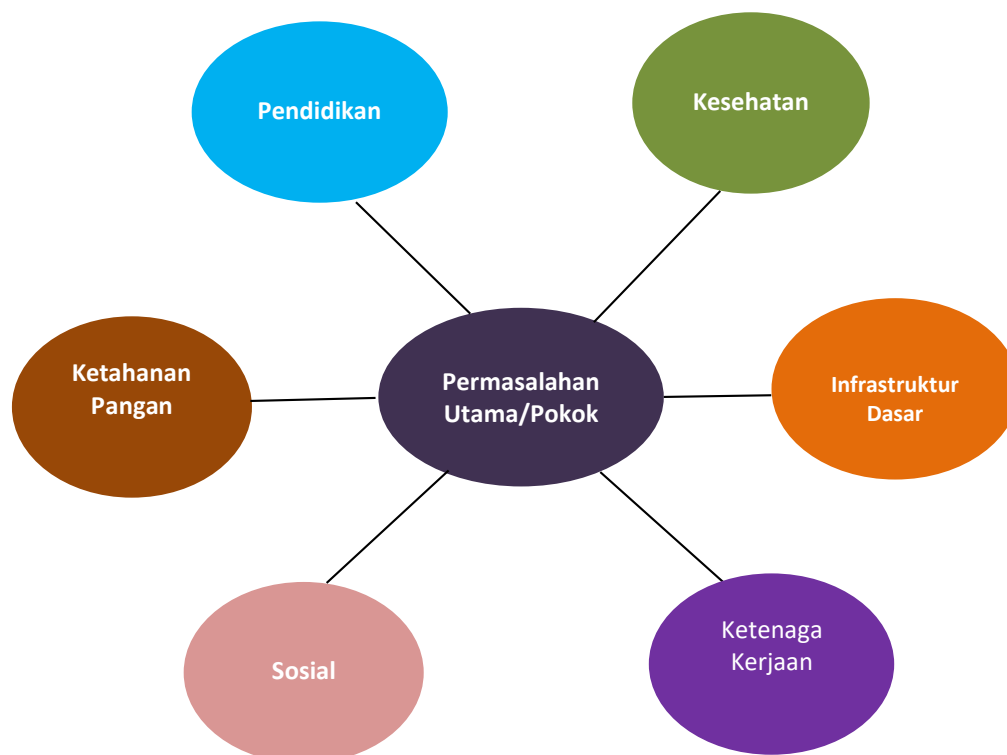 Pendidikan
Kesehatan
Ketahanan
Pangan
Permasalahan
Utama/Pokok
Infrastruktur
Dasar
Sosial
Ketenaga
Kerjaan